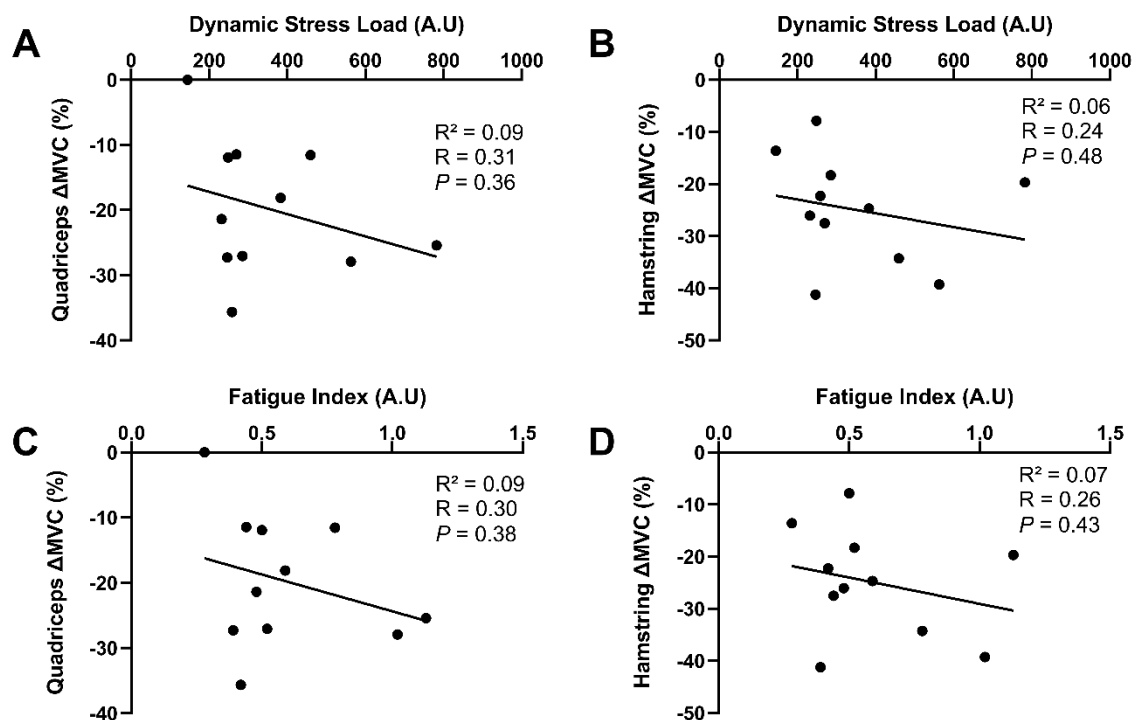 A
Dynamic Stress Load (A.U)
0 200 400 600 800 1000
Quadriceps ΔMVC (%)
0
-10
-20
-30
-40
R² = 0.09
R = 0.31
P = 0.36
B
Dynamic Stress Load (A.U)
0 200 400 600 800 1000
Hamstring ΔMVC (%)
0
-10
-20
-30
-40
-50
R² = 0.06
R = 0.24
P = 0.48
C
Fatigue Index (A.U)
0.0 0.5 1.0 1.5
Quadriceps ΔMVC (%)
0
-10
-20
-30
-40
R² = 0.09
R = 0.30
P = 0.38
D
Fatigue Index (A.U)
0.0 0.5 1.0 1.5
Hamstring ΔMVC (%)
0
-10
-20
-30
-40
-50
R² = 0.07
R = 0.26
P = 0.43